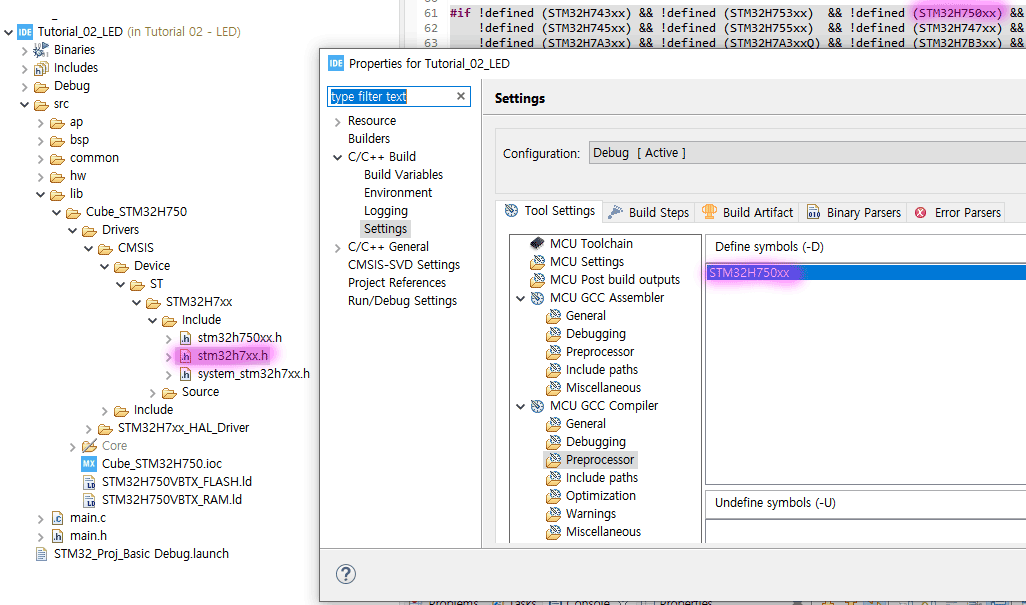 Tutorial_02_LED (in Tutorial 02 - LED)
Binaries
Includes
Debug
src
ap
bsp
common
hw
lib
Cube_STM32H750
Drivers
CMSIS
Device
ST
STM32H7xx
Include
stm32h750xx.h
stm32h7xx.h
system_stm32h7xx.h
Source
Include
STM32H7xx_HAL_Driver
Core
Cube_STM32H750.ioc
STM32H750VBTX_FLASH.ld
STM32H750VBTX_RAM.ld
main.c
main.h
STM32_Proj_Basic Debug.launch
61 #if !defined (STM32H743xx) && !defined (STM32H753xx) && !defined (STM32H750xx) &&
62 !defined (STM32H745xx) && !defined (STM32H755xx) && !defined (STM32H747xx) &&
63 !defined (STM32H7A3xx) && !defined (STM32H7A3xxQ) && !defined (STM32H7B3xx) &&
IDE Properties for Tutorial_02_LED
type filter text
Resource
Builders
C/C++ Build
Build Variables
Environment
Logging
Settings
C/C++ General
CMSIS-SVD Settings
Project References
Run/Debug Settings
Settings
Configuration: Debug [ Active ]
Tool Settings Build Steps Build Artifact Binary Parsers Error Parsers
MCU Toolchain
MCU Settings
MCU Post build outputs
MCU GCC Assembler
General
Debugging
Preprocessor
Include paths
Miscellaneous
MCU GCC Compiler
General
Debugging
Preprocessor
Include paths
Optimization
Warnings
Miscellaneous
Define symbols (-D)
STM32H750xx
Undefine symbols (-U)
?
Problems Tasks Console Properties